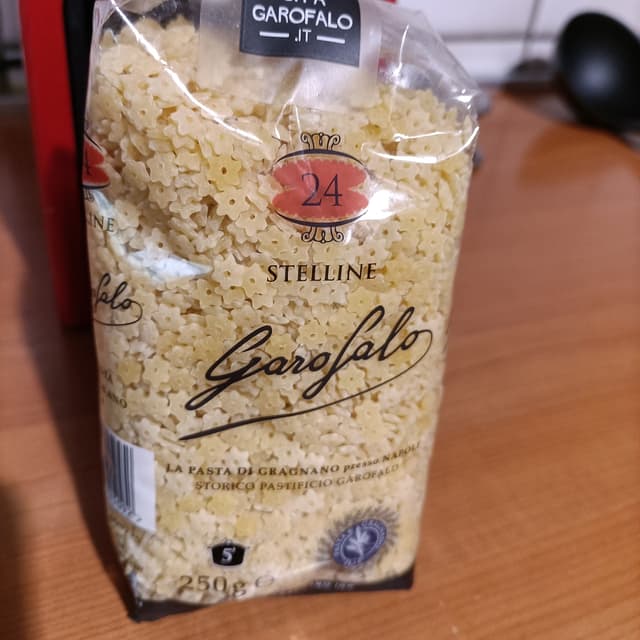 GAROFALO
.IT
24
STELLINE
Garofalo
LA PASTA DI GRAGNANO presso NAPOLI
STORICO PASTIFICIO GAROFALO
5'
250g e